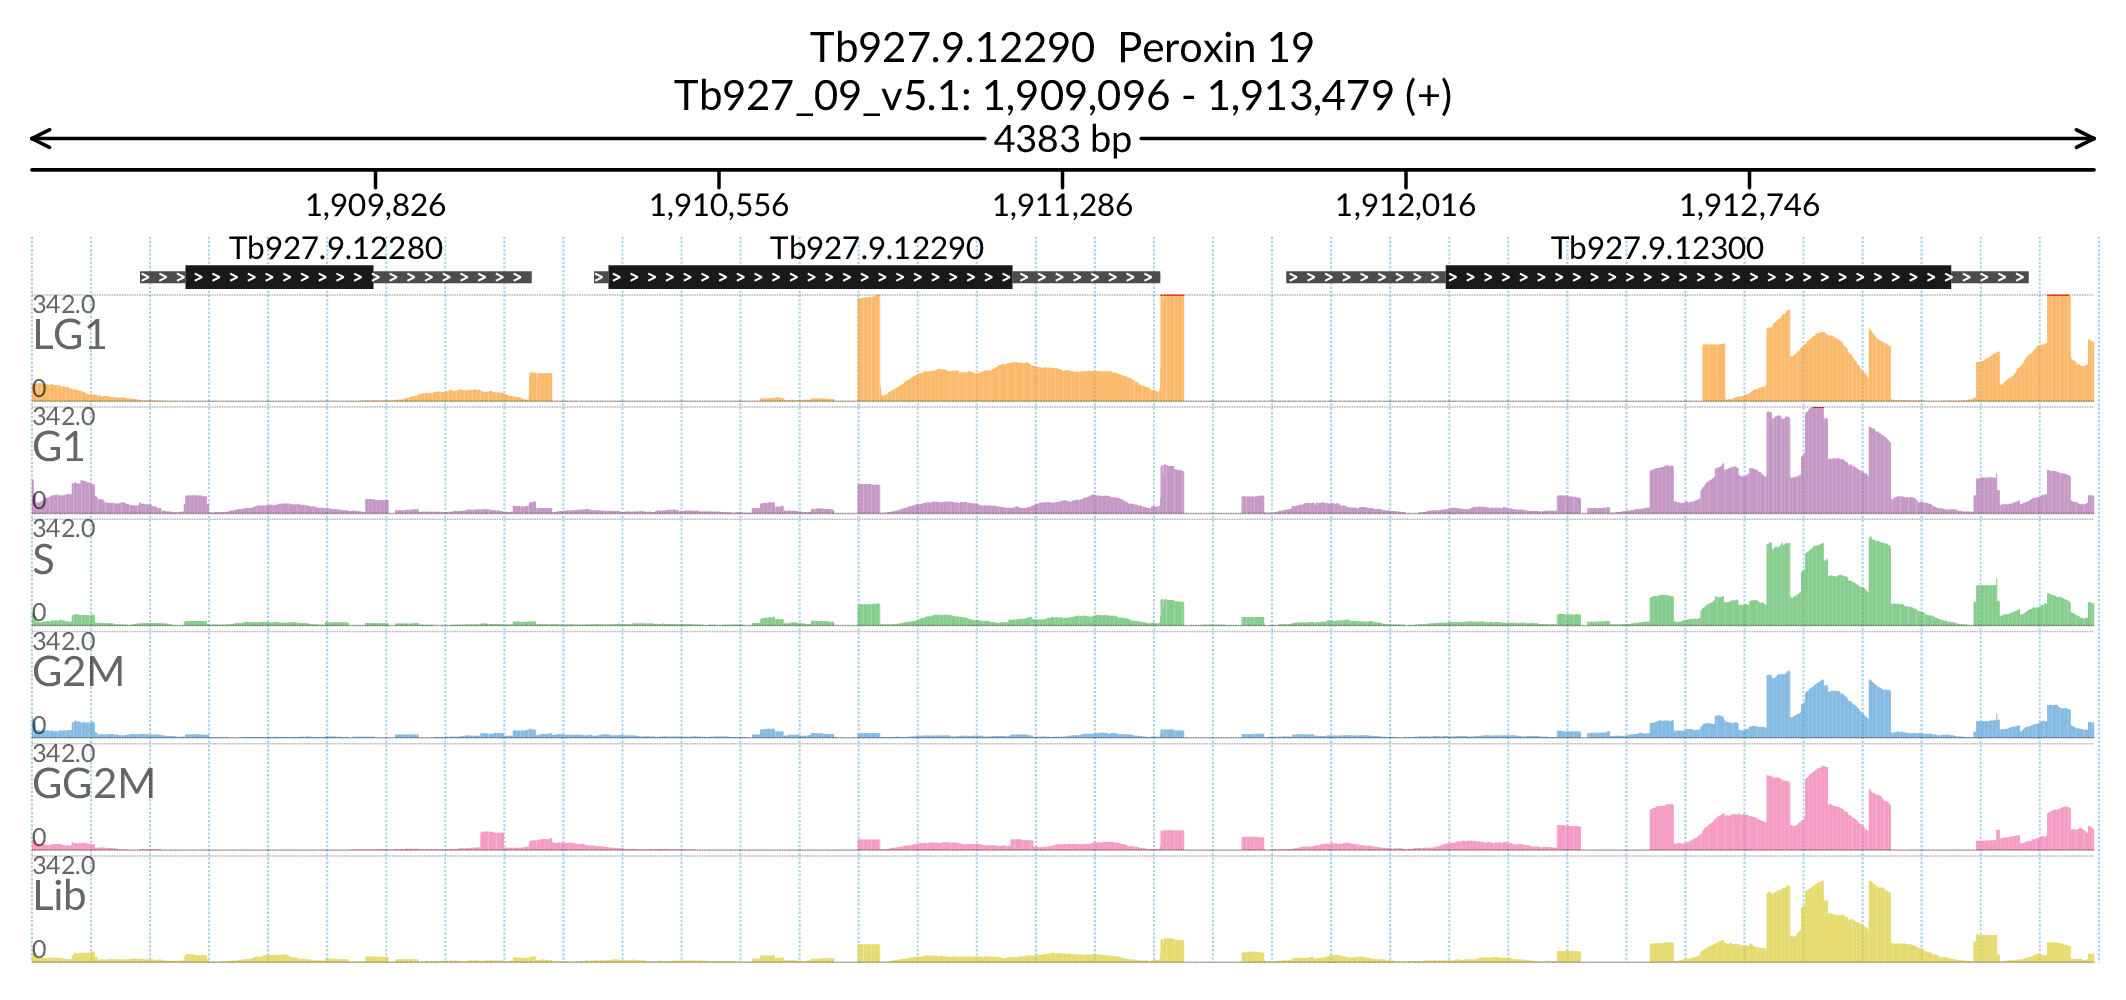 Tb927.9.12290 Peroxin 19
Tb927_09_v5.1: 1,909,096 - 1,913,479 (+)
4383 bp
1,909,826 1,910,556 1,911,286 1,912,016 1,912,746
Tb927.9.12280 Tb927.9.12290 Tb927.9.12300
342.0
LG1
0
342.0
G1
0
342.0
S
0
342.0
G2M
0
342.0
GG2M
0
342.0
Lib
0